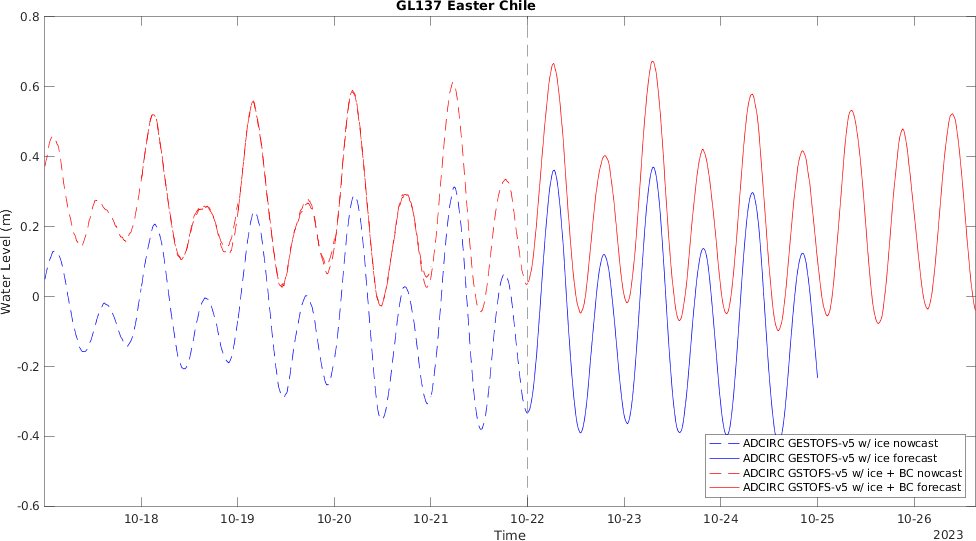 GL137 Easter Chile
0.8
0.6
0.4
0.2
0
-0.2
-0.4
-0.6
Water Level (m)
ADCIRC GESTOFS-v5 w/ ice nowcast
ADCIRC GESTOFS-v5 w/ ice forecast
ADCIRC GSTOFS-v5 w/ ice + BC nowcast
ADCIRC GSTOFS-v5 w/ ice + BC forecast
10-18 10-19 10-20 10-21 10-22 10-23 10-24 10-25 10-26
Time
2023